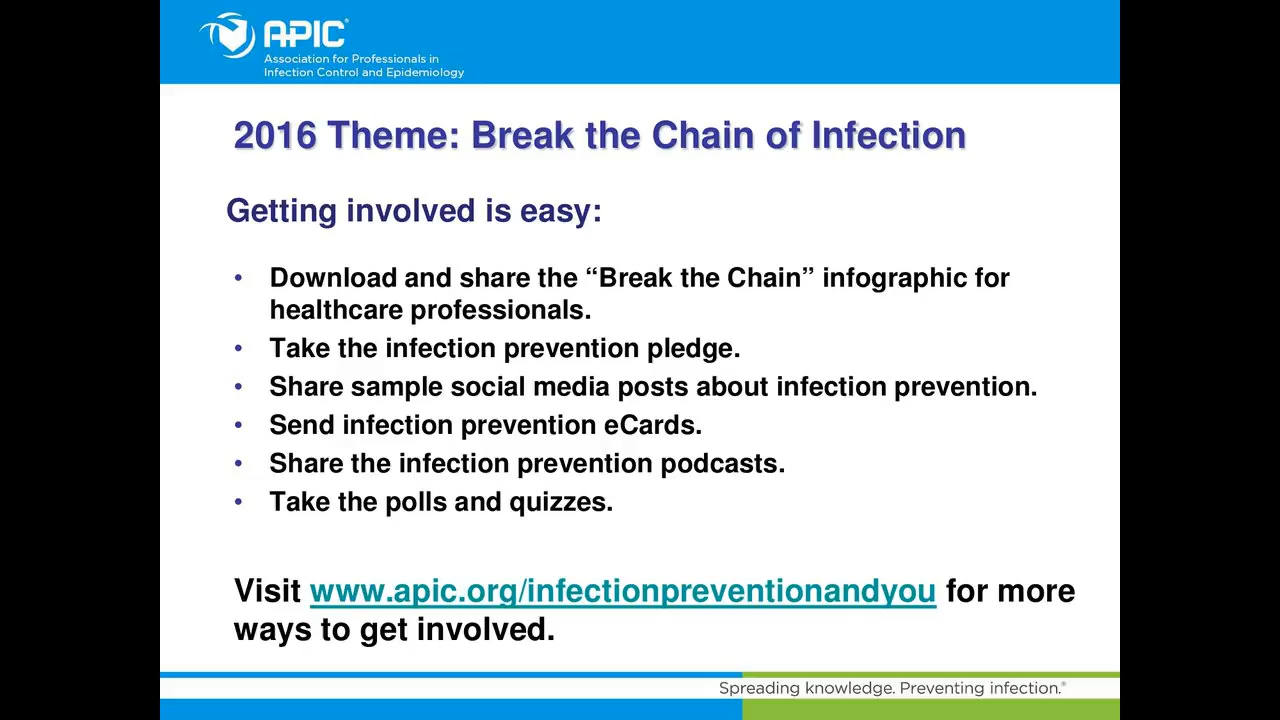 APIC®
Association for Professionals in
Infection Control and Epidemiology
2016 Theme: Break the Chain of Infection
Getting involved is easy:
• Download and share the “Break the Chain” infographic for
healthcare professionals.
• Take the infection prevention pledge.
• Share sample social media posts about infection prevention.
• Send infection prevention eCards.
• Share the infection prevention podcasts.
• Take the polls and quizzes.
Visit www.apic.org/infectionpreventionandyou for more
ways to get involved.
Spreading knowledge. Preventing infection.®